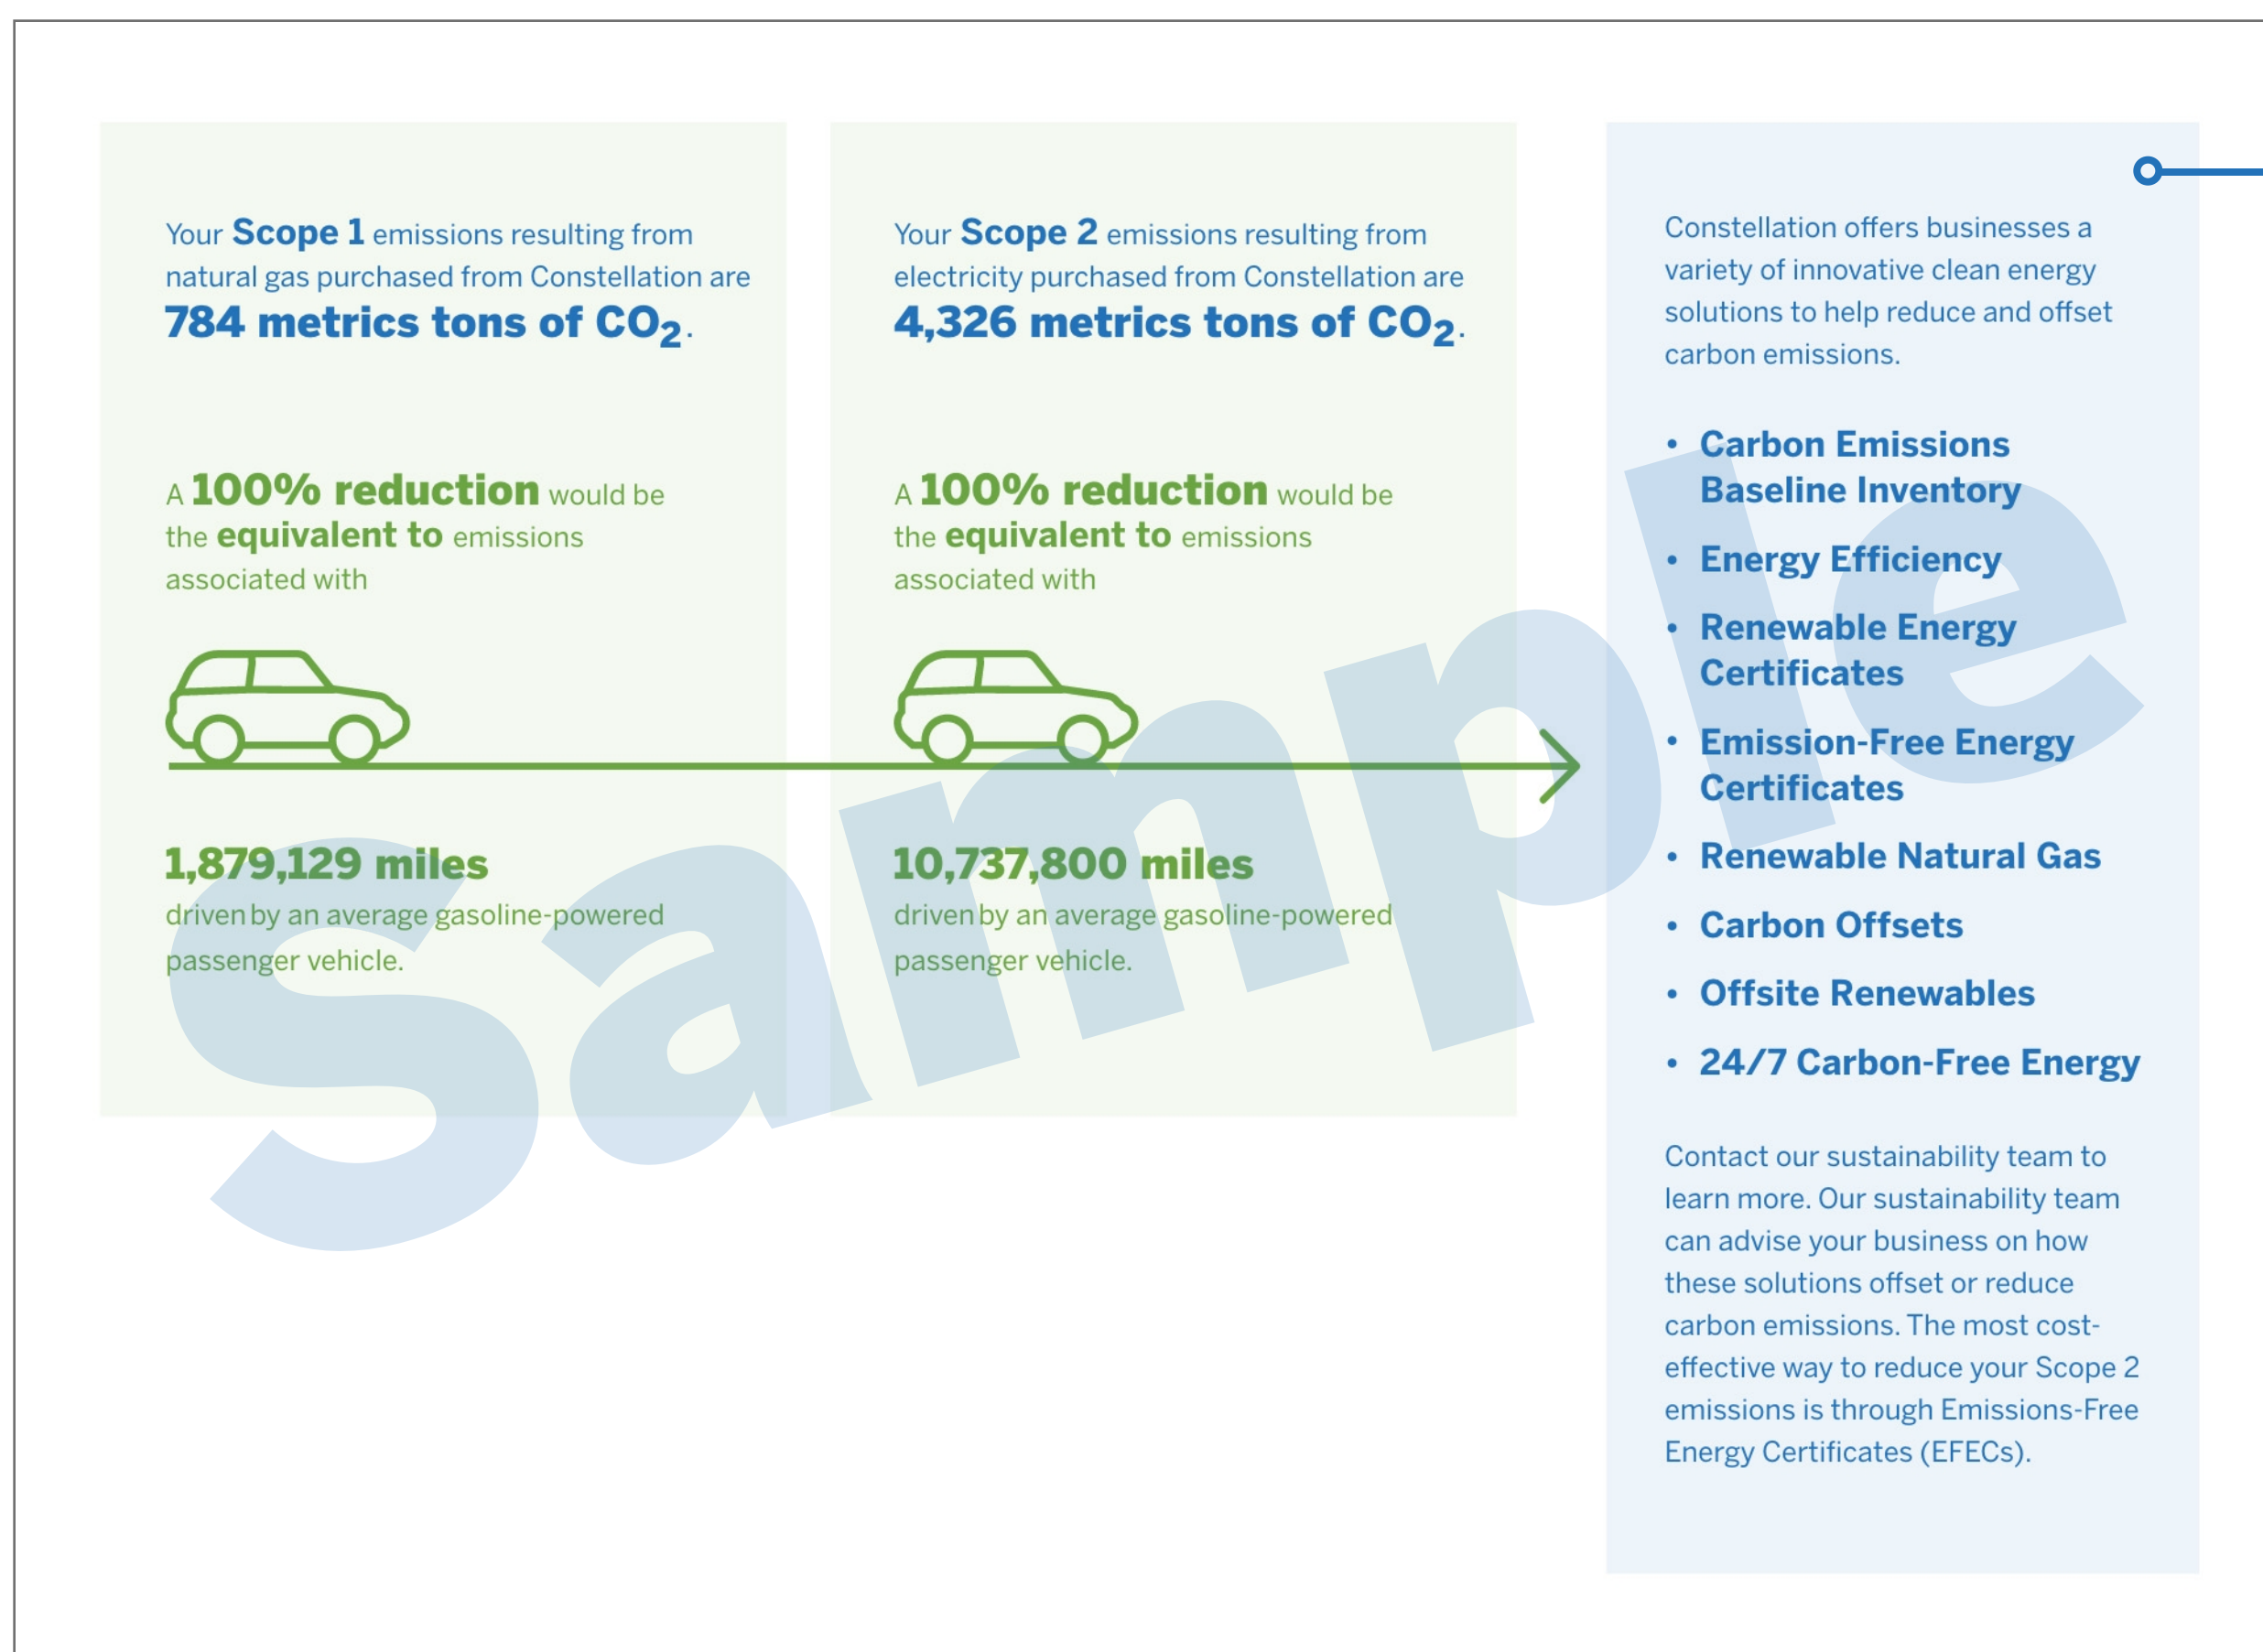 Your Scope 1 emissions resulting from
natural gas purchased from Constellation are
784 metrics tons of CO₂.
A 100% reduction would be
the equivalent to emissions
associated with
1,879,129 miles
driven by an average gasoline-powered
passenger vehicle.
Your Scope 2 emissions resulting from
electricity purchased from Constellation are
4,326 metrics tons of CO₂.
A 100% reduction would be
the equivalent to emissions
associated with
10,737,800 miles
driven by an average gasoline-powered
passenger vehicle.
Constellation offers businesses a
variety of innovative clean energy
solutions to help reduce and offset
carbon emissions.
• Carbon Emissions
Baseline Inventory
• Energy Efficiency
• Renewable Energy
Certificates
• Emission-Free Energy
Certificates
• Renewable Natural Gas
• Carbon Offsets
• Offsite Renewables
• 24/7 Carbon-Free Energy
Contact our sustainability team to
learn more. Our sustainability team
can advise your business on how
these solutions offset or reduce
carbon emissions. The most cost-
effective way to reduce your Scope 2
emissions is through Emissions-Free
Energy Certificates (EFECs).
Sample